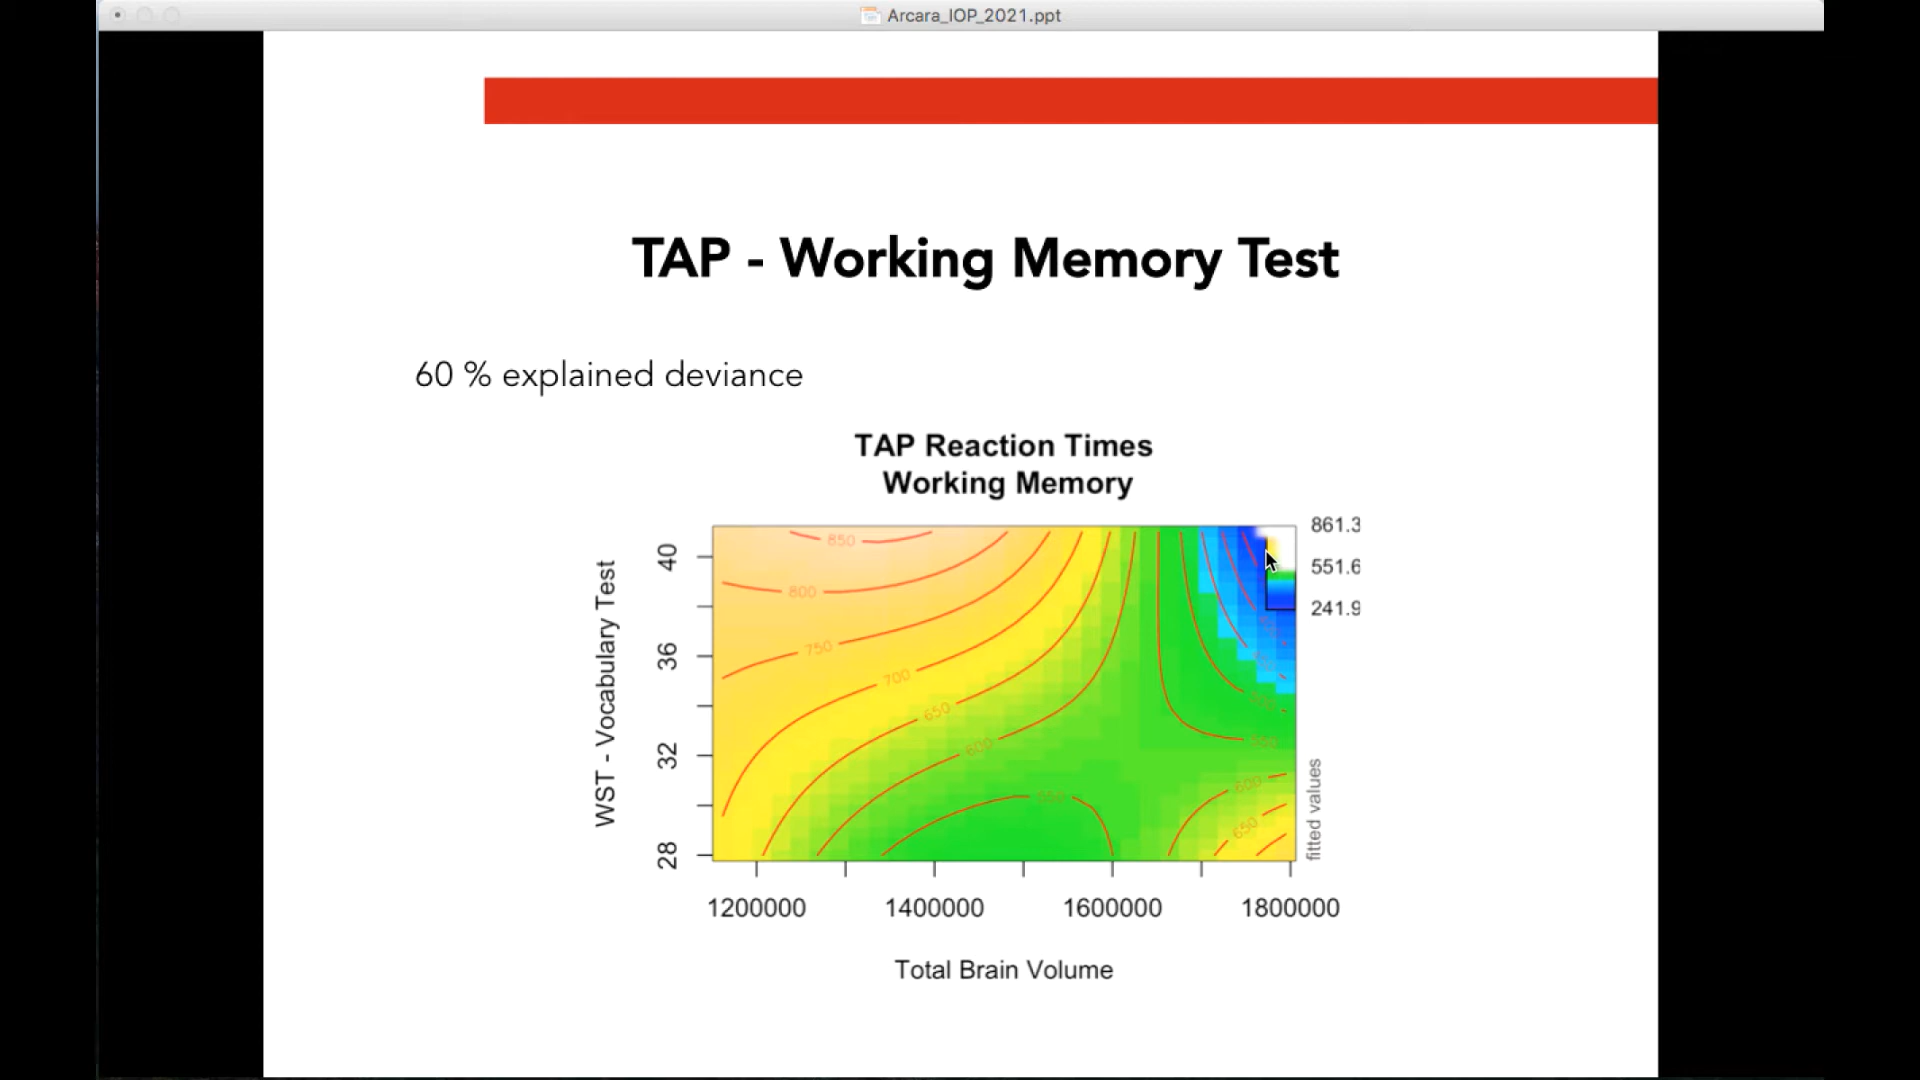 Arcara_IOP_2021.ppt
TAP - Working Memory Test
60 % explained deviance
TAP Reaction Times
Working Memory
850
800
750
700
650
600
550
550
600
650
861.3
551.6
241.9
40
36
32
28
WST - Vocabulary Test
fitted values
1200000 1400000 1600000 1800000
Total Brain Volume